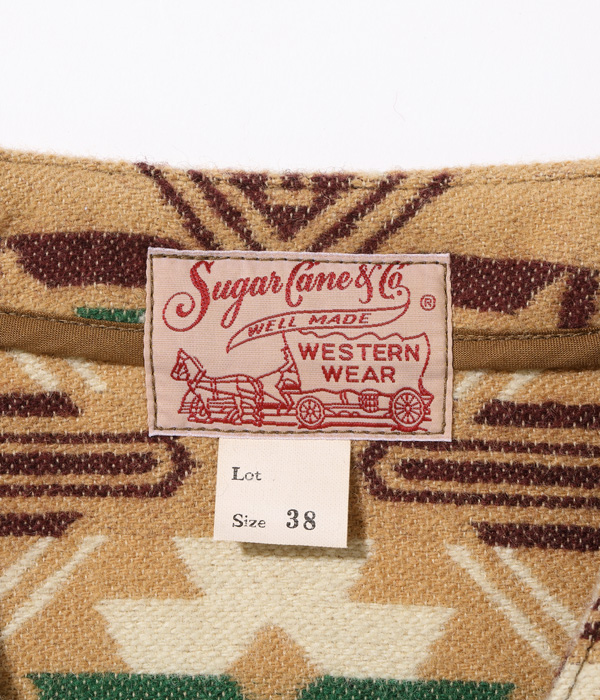 Sugar Cane & Co.
®
WELL MADE
WESTERN
WEAR
Lot
Size 38